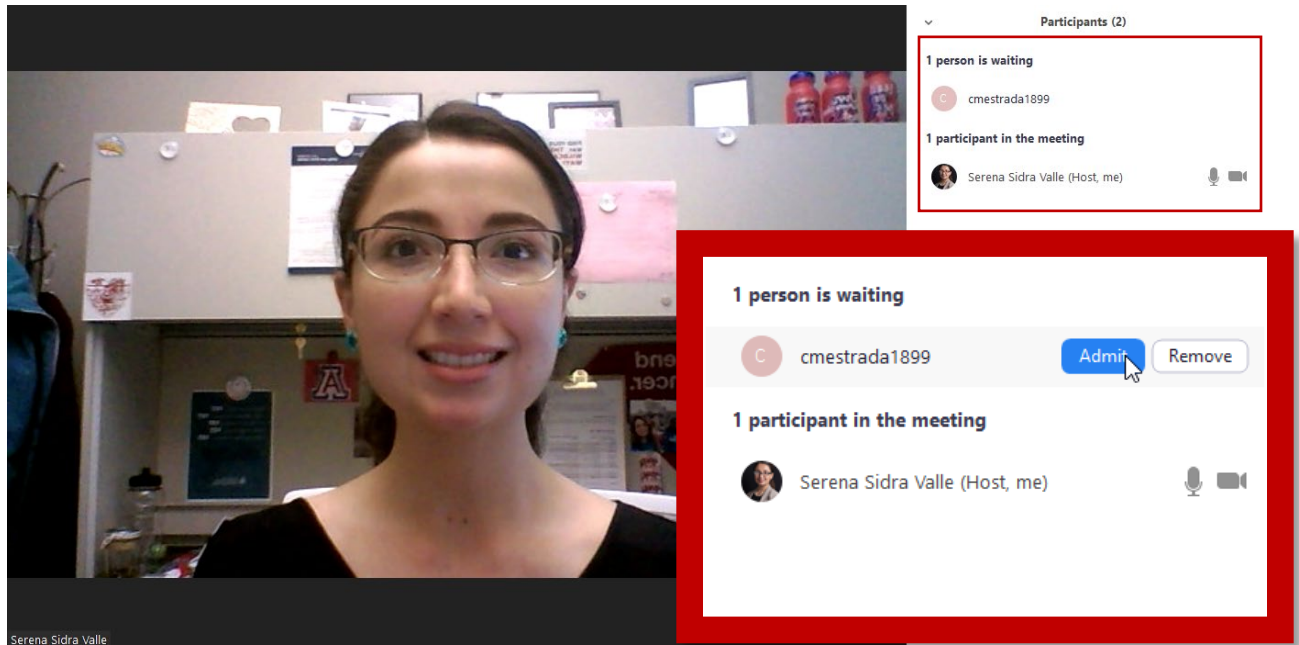 Participants (2)
1 person is waiting
C cmestrada1899
1 participant in the meeting
Serena Sidra Valle (Host, me)
1 person is waiting
C cmestrada1899 Admit Remove
1 participant in the meeting
Serena Sidra Valle (Host, me)
A
Serena Sidra Valle